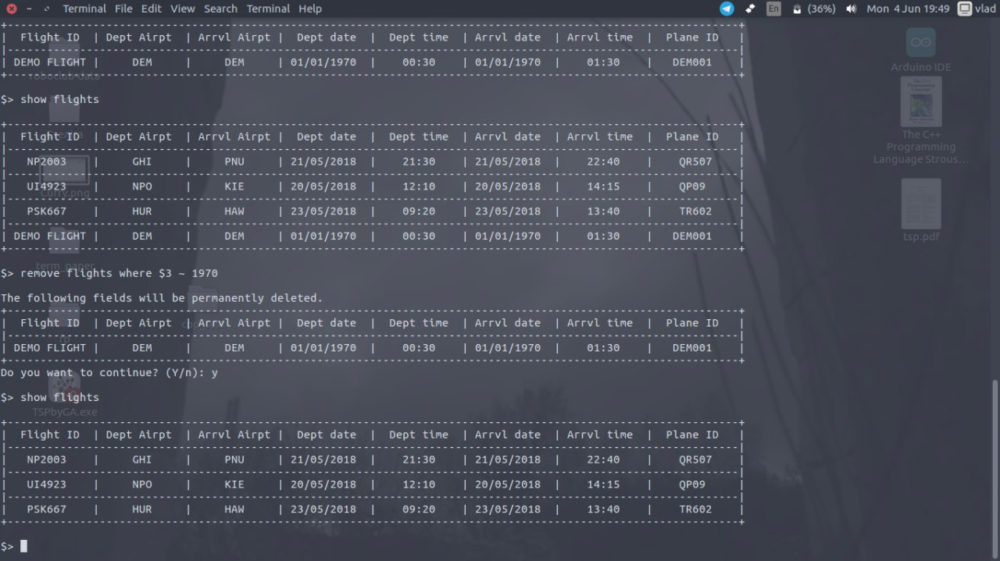 Terminal File Edit View Search Terminal Help En (36%) Mon 4 Jun 19:49 vlad
| Flight ID | Dept Airpt | Arrvl Airpt | Dept date | Dept time | Arrvl date | Arrvl time | Plane ID |
| DEMO FLIGHT | DEM | DEM | 01/01/1970 | 00:30 | 01/01/1970 | 01:30 | DEM001 |
$> show flights
| Flight ID | Dept Airpt | Arrvl Airpt | Dept date | Dept time | Arrvl date | Arrvl time | Plane ID |
| NP2003 | GHI | PNU | 21/05/2018 | 21:30 | 21/05/2018 | 22:40 | QR507 |
| UI4923 | NPO | KIE | 20/05/2018 | 12:10 | 20/05/2018 | 14:15 | QP09 |
| PSK667 | HUR | HAW | 23/05/2018 | 09:20 | 23/05/2018 | 13:40 | TR602 |
| DEMO FLIGHT | DEM | DEM | 01/01/1970 | 00:30 | 01/01/1970 | 01:30 | DEM001 |
$> remove flights where $3 ~ 1970
The following fields will be permanently deleted.
| Flight ID | Dept Airpt | Arrvl Airpt | Dept date | Dept time | Arrvl date | Arrvl time | Plane ID |
| DEMO FLIGHT | DEM | DEM | 01/01/1970 | 00:30 | 01/01/1970 | 01:30 | DEM001 |
Do you want to continue? (Y/n): y
$> show flights
| Flight ID | Dept Airpt | Arrvl Airpt | Dept date | Dept time | Arrvl date | Arrvl time | Plane ID |
| NP2003 | GHI | PNU | 21/05/2018 | 21:30 | 21/05/2018 | 22:40 | QR507 |
| UI4923 | NPO | KIE | 20/05/2018 | 12:10 | 20/05/2018 | 14:15 | QP09 |
| PSK667 | HUR | HAW | 23/05/2018 | 09:20 | 23/05/2018 | 13:40 | TR602 |
$>
roboclub-data
curry.png
term_paper
TSPbyGA.exe
Arduino IDE
The C++
Programming
Language Strous...
tsp.pdf